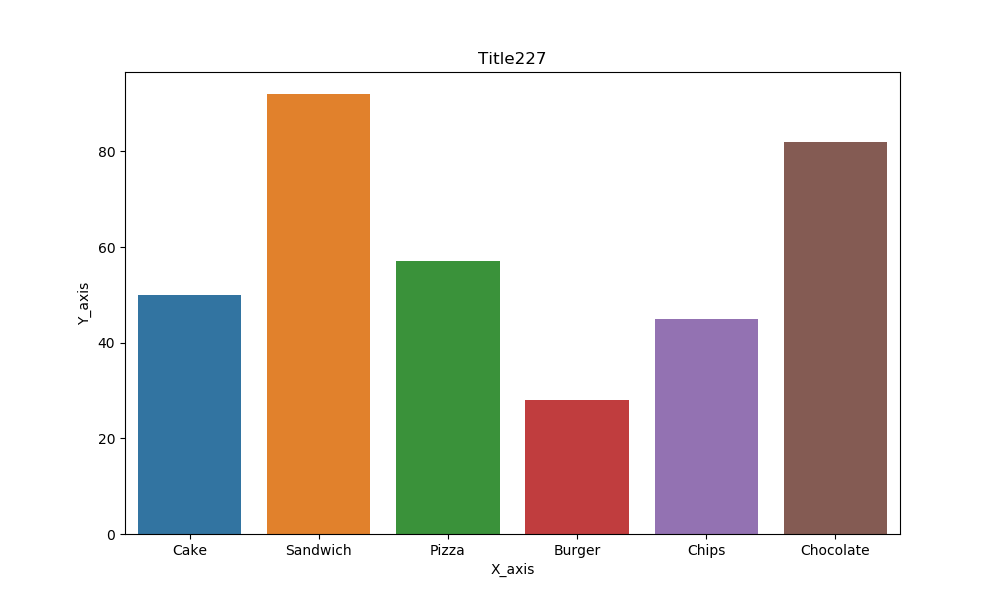 Title227
Y_axis
80
60
40
20
0
Cake Sandwich Pizza Burger Chips Chocolate
X_axis